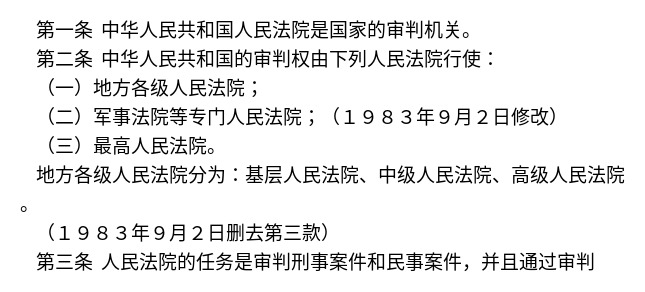 第一条 中华人民共和国人民法院是国家的审判机关。
第二条 中华人民共和国的审判权由下列人民法院行使：
（一）地方各级人民法院；
（二）军事法院等专门人民法院；（１９８３年９月２日修改）
（三）最高人民法院。
地方各级人民法院分为：基层人民法院、中级人民法院、高级人民法院
。
（１９８３年９月２日删去第三款）
第三条 人民法院的任务是审判刑事案件和民事案件，并且通过审判